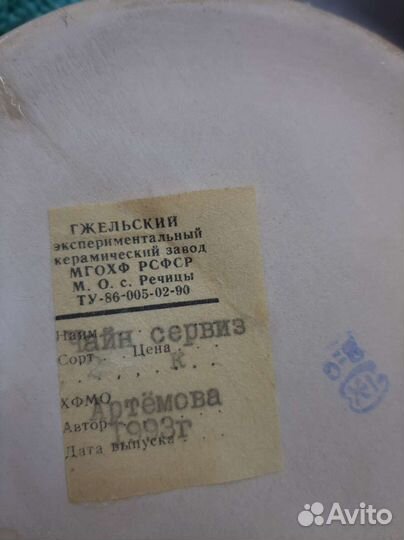 ГЖЕЛЬСКИЙ
экспериментальный
керамический завод
МГОХФ РСФСР
М. О. с. Речицы
ТУ-86-005-02-90
Наим. Чайн сервиз
Сорт . . Цена . . .
. . . . к. .
ХФМО
Артёмова
Автор
1993г
Дата выпуска . . .
Avito